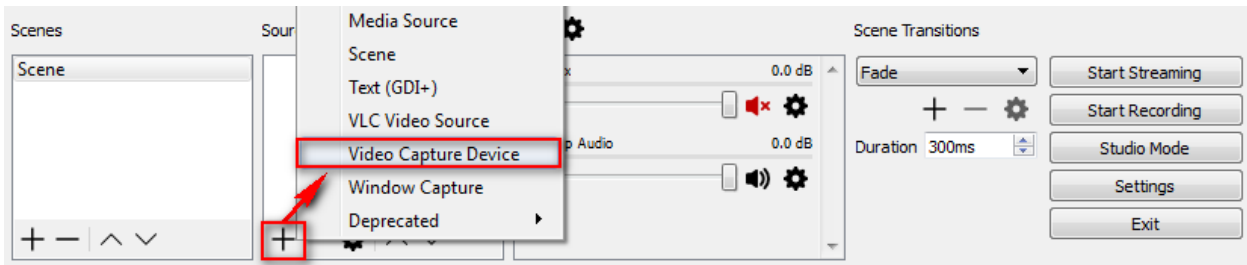 Scenes
Scene
Sour
Media Source
Scene
Text (GDI+)
VLC Video Source
Video Capture Device
Window Capture
Deprecated
x
0.0 dB
p Audio
0.0 dB
Scene Transitions
Fade
Duration 300ms
Start Streaming
Start Recording
Studio Mode
Settings
Exit